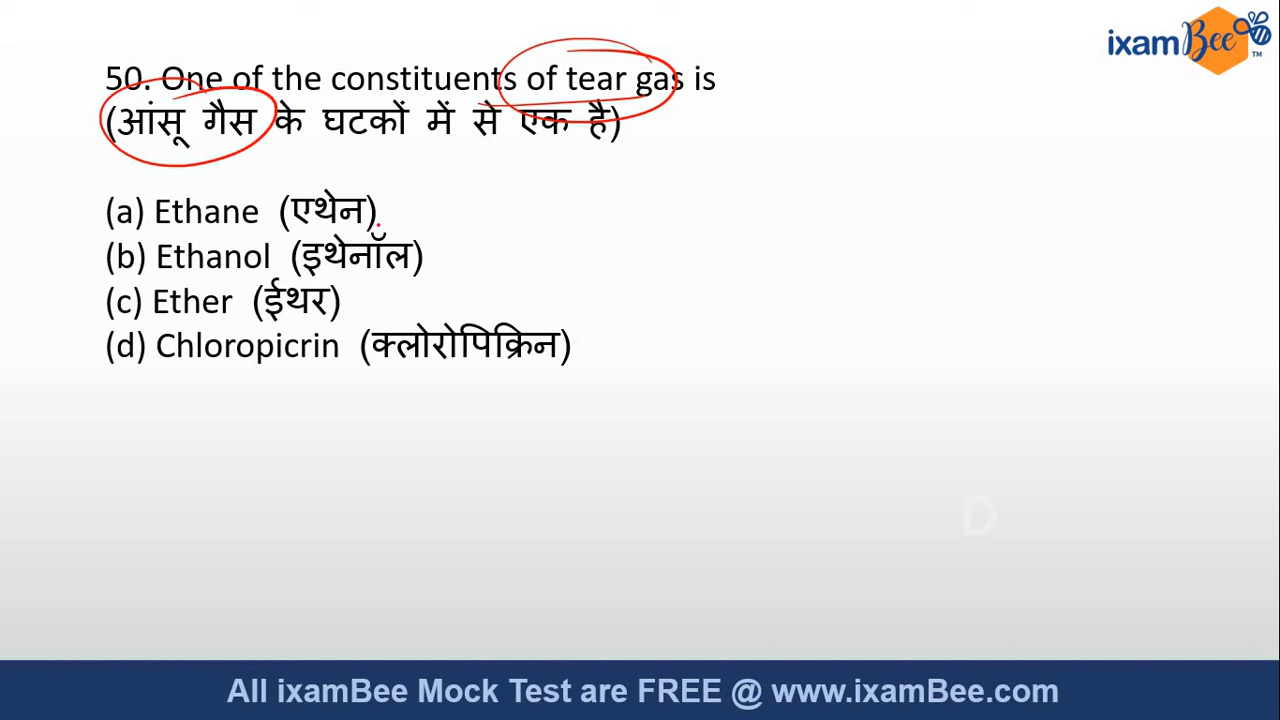 ixamBee
TM
50. One of the constituents of tear gas is
(आंसू गैस के घटकों में से एक है)
(a) Ethane (एथेन)
(b) Ethanol (इथेनॉल)
(c) Ether (ईथर)
(d) Chloropicrin (क्लोरोपिक्रिन)
D
All ixamBee Mock Test are FREE @ www.ixamBee.com